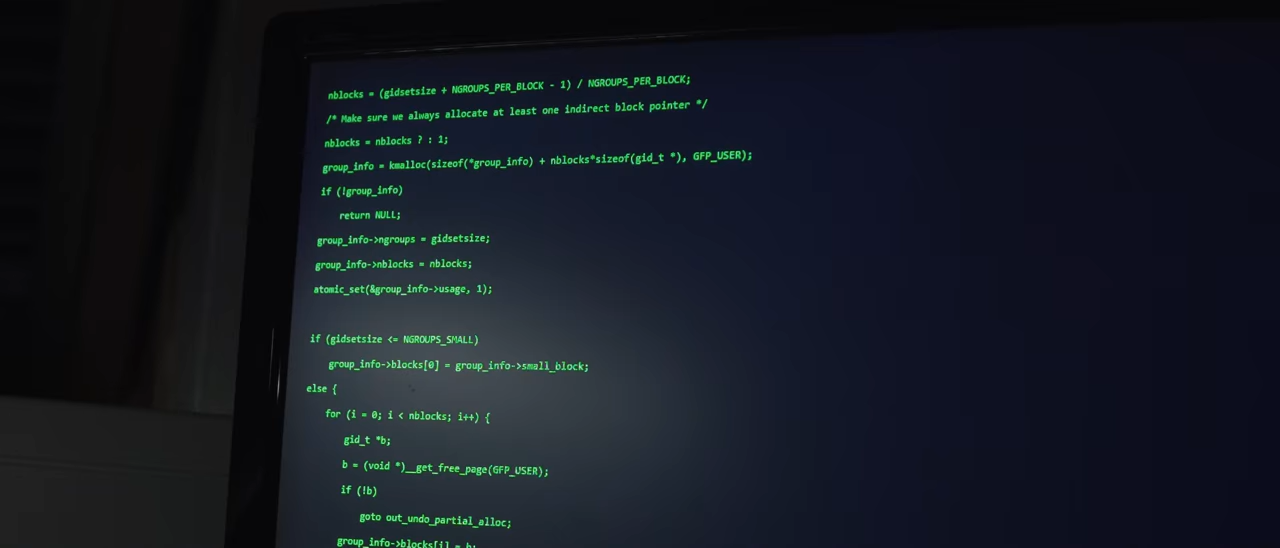 nblocks = (gidsetsize + NGROUPS_PER_BLOCK - 1) / NGROUPS_PER_BLOCK;
/* Make sure we always allocate at least one indirect block pointer */
nblocks = nblocks ? : 1;
group_info = kmalloc(sizeof(*group_info) + nblocks*sizeof(gid_t *), GFP_USER);
if (!group_info)
return NULL;
group_info->ngroups = gidsetsize;
group_info->nblocks = nblocks;
atomic_set(&group_info->usage, 1);
if (gidsetsize <= NGROUPS_SMALL)
group_info->blocks[0] = group_info->small_block;
else {
for (i = 0; i < nblocks; i++) {
gid_t *b;
b = (void *)__get_free_page(GFP_USER);
if (!b)
goto out_undo_partial_alloc;
group_info->blocks[i] = b;